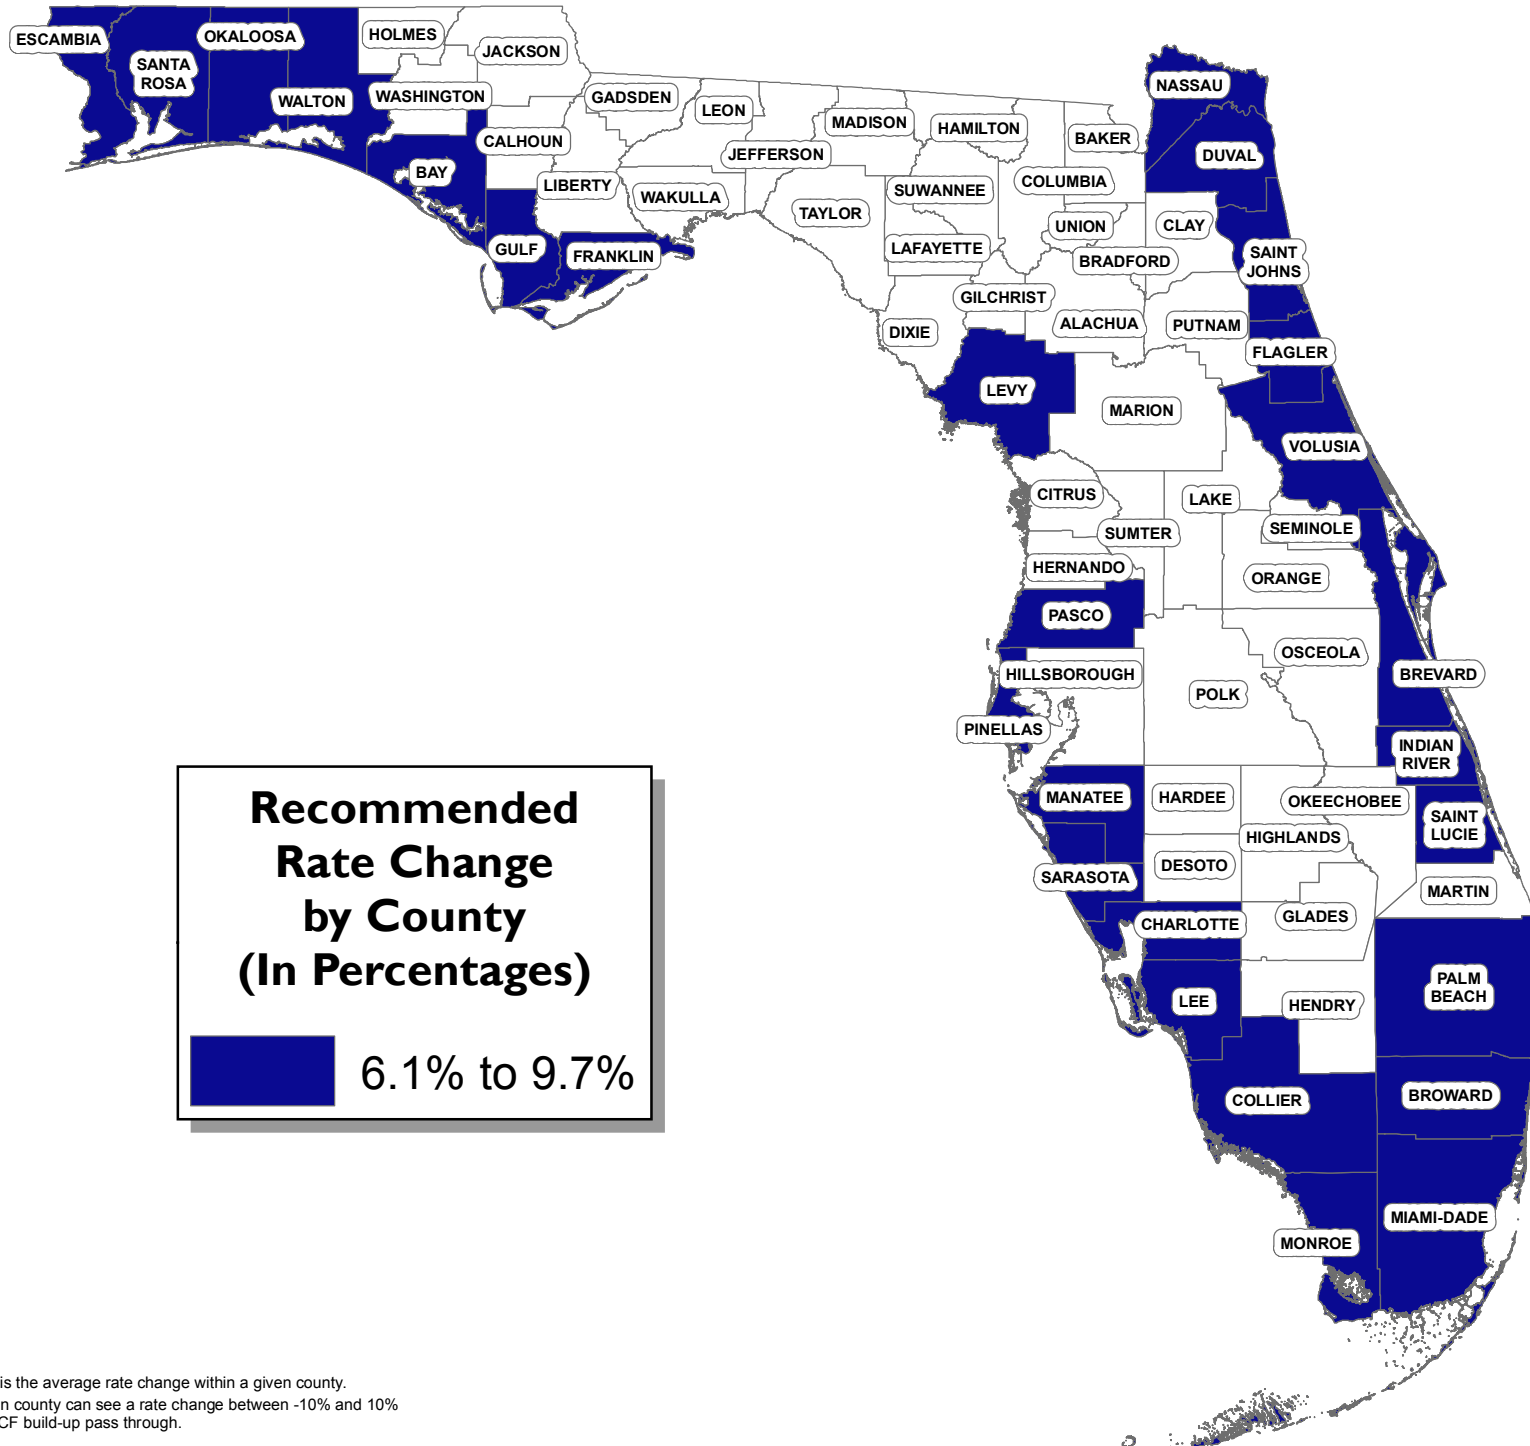 ESCAMBIA
SANTA
ROSA
OKALOOSA
WALTON
HOLMES
JACKSON
WASHINGTON
BAY
CALHOUN
GULF
GADSDEN
LIBERTY
FRANKLIN
LEON
WAKULLA
JEFFERSON
MADISON
TAYLOR
HAMILTON
SUWANNEE
LAFAYETTE
DIXIE
COLUMBIA
GILCHRIST
BAKER
UNION
BRADFORD
ALACHUA
NASSAU
DUVAL
CLAY
SAINT
JOHNS
PUTNAM
FLAGLER
LEVY
MARION
VOLUSIA
CITRUS
LAKE
SUMTER
SEMINOLE
HERNANDO
ORANGE
PASCO
OSCEOLA
HILLSBOROUGH
POLK
BREVARD
PINELLAS
INDIAN
RIVER
MANATEE
HARDEE
OKEECHOBEE
SAINT
LUCIE
HIGHLANDS
DESOTO
SARASOTA
MARTIN
CHARLOTTE
GLADES
LEE
HENDRY
PALM
BEACH
COLLIER
BROWARD
MIAMI-DADE
MONROE
Recommended
Rate Change
by County
(In Percentages)
6.1% to 9.7%
is the average rate change within a given county.
n county can see a rate change between -10% and 10%
CF build-up pass through.